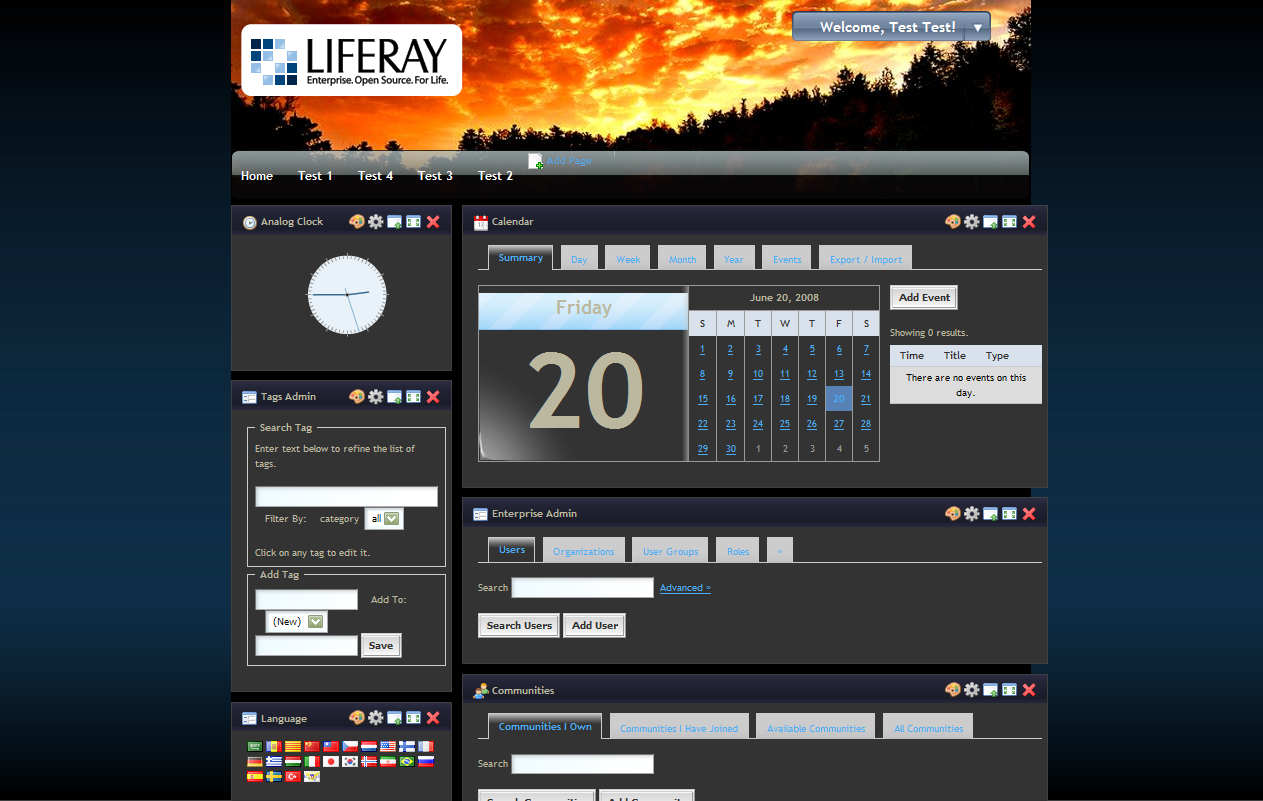 LIFERAY
Enterprise. Open Source. For Life.
Welcome, Test Test!
Add Page
Home Test 1 Test 4 Test 3 Test 2
Analog Clock
Tags Admin
Search Tag
Enter text below to refine the list of
tags.
Filter By: category all
Click on any tag to edit it.
Add Tag
Add To:
(New)
Save
Language
Calendar
Summary Day Week Month Year Events Export / Import
Friday
20
June 20, 2008
S M T W T F S
1 2 3 4 5 6 7
8 9 10 11 12 13 14
15 16 17 18 19 20 21
22 23 24 25 26 27 28
29 30 1 2 3 4 5
Add Event
Showing 0 results.
Time Title Type
There are no events on this
day.
Enterprise Admin
Users Organizations User Groups Roles »
Search Advanced »
Search Users Add User
Communities
Communities I Own Communities I Have Joined Available Communities All Communities
Search